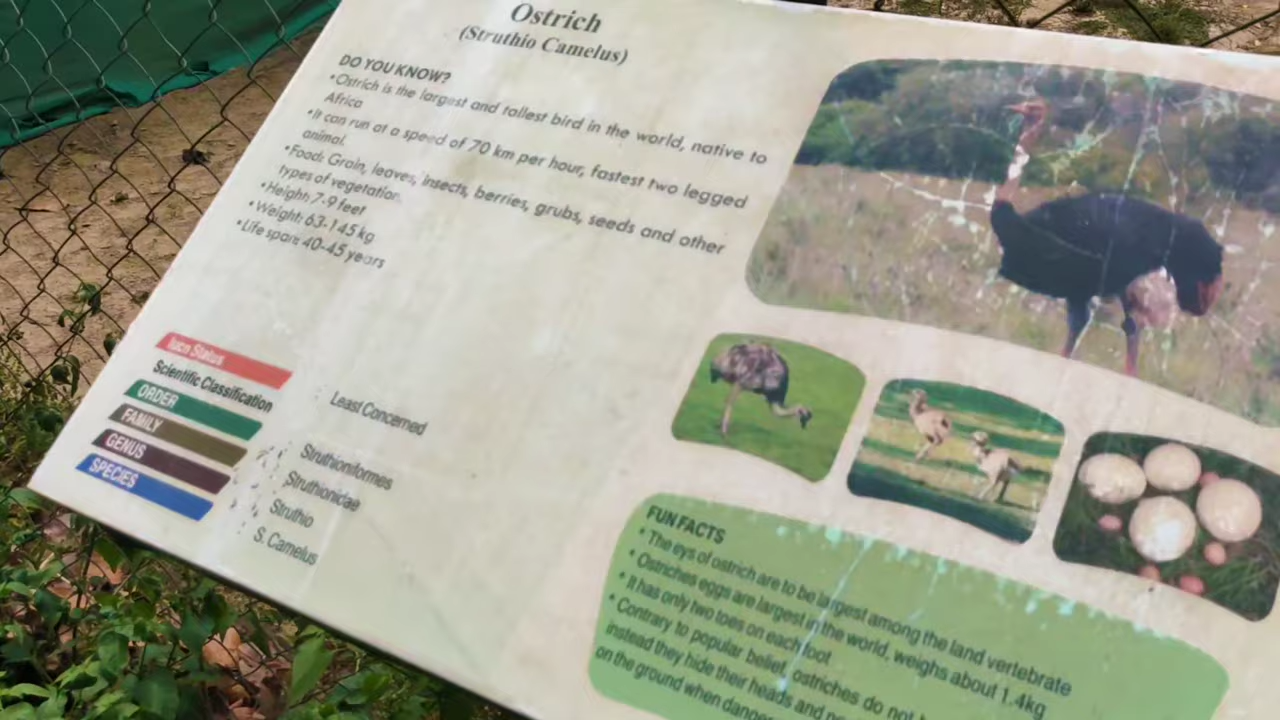 Ostrich
(Struthio Camelus)
DO YOU KNOW?
•Ostrich is the largest and tallest bird in the world, native to
Africa
•It can run at a speed of 70 km per hour, fastest two legged
animal.
•Food: Grain, leaves, insects, berries, grubs, seeds and other
types of vegetation.
•Height: 7-9 feet
•Weight: 63-145 kg
•Life span: 40-45 years
Iucn Status
Least Concerned
Scientific Classification
ORDER
Struthioniformes
FAMILY
Struthionidae
GENUS
Struthio
SPECIES
S. Camelus
FUN FACTS
• The eyes of ostrich are to be largest among the land vertebrate
• Ostriches eggs are largest in the world, weighs about 1.4kg
• It has only two toes on each foot
• Contrary to popular belief, ostriches do not
instead they hide their heads and
on the ground when